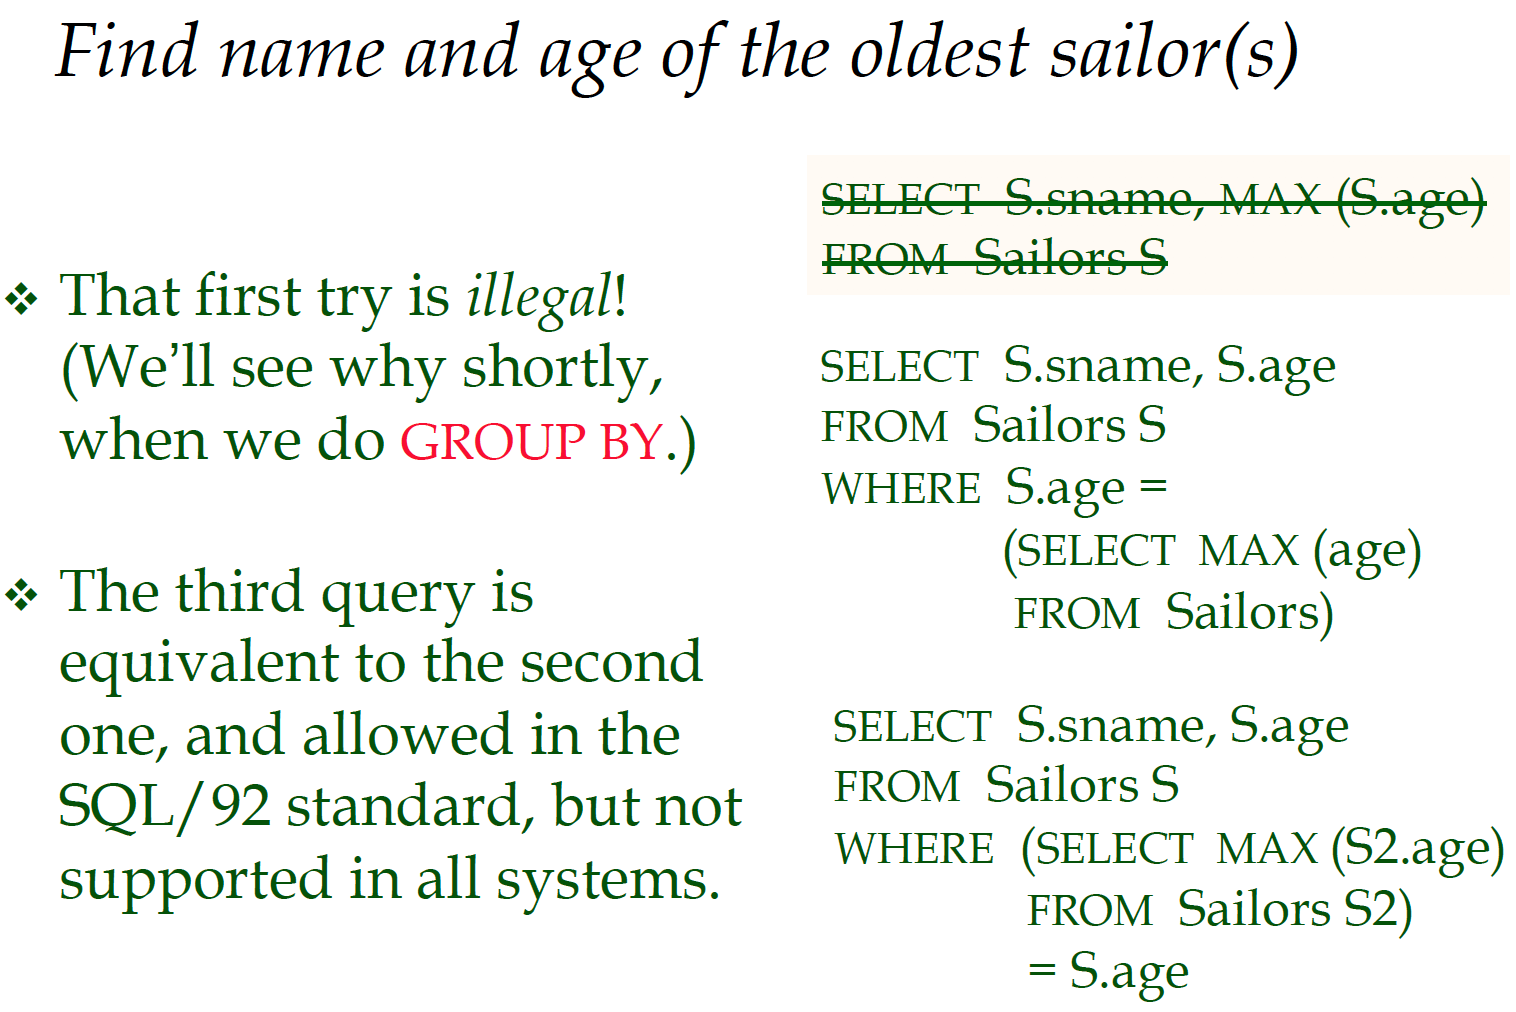 Find name and age of the oldest sailor(s)
❖ That first try is illegal!
(We’ll see why shortly,
when we do GROUP BY.)
❖ The third query is
equivalent to the second
one, and allowed in the
SQL/92 standard, but not
supported in all systems.
SELECT S.sname, MAX (S.age)
FROM Sailors S
SELECT S.sname, S.age
FROM Sailors S
WHERE S.age =
(SELECT MAX (age)
FROM Sailors)
SELECT S.sname, S.age
FROM Sailors S
WHERE (SELECT MAX (S2.age)
FROM Sailors S2)
= S.age